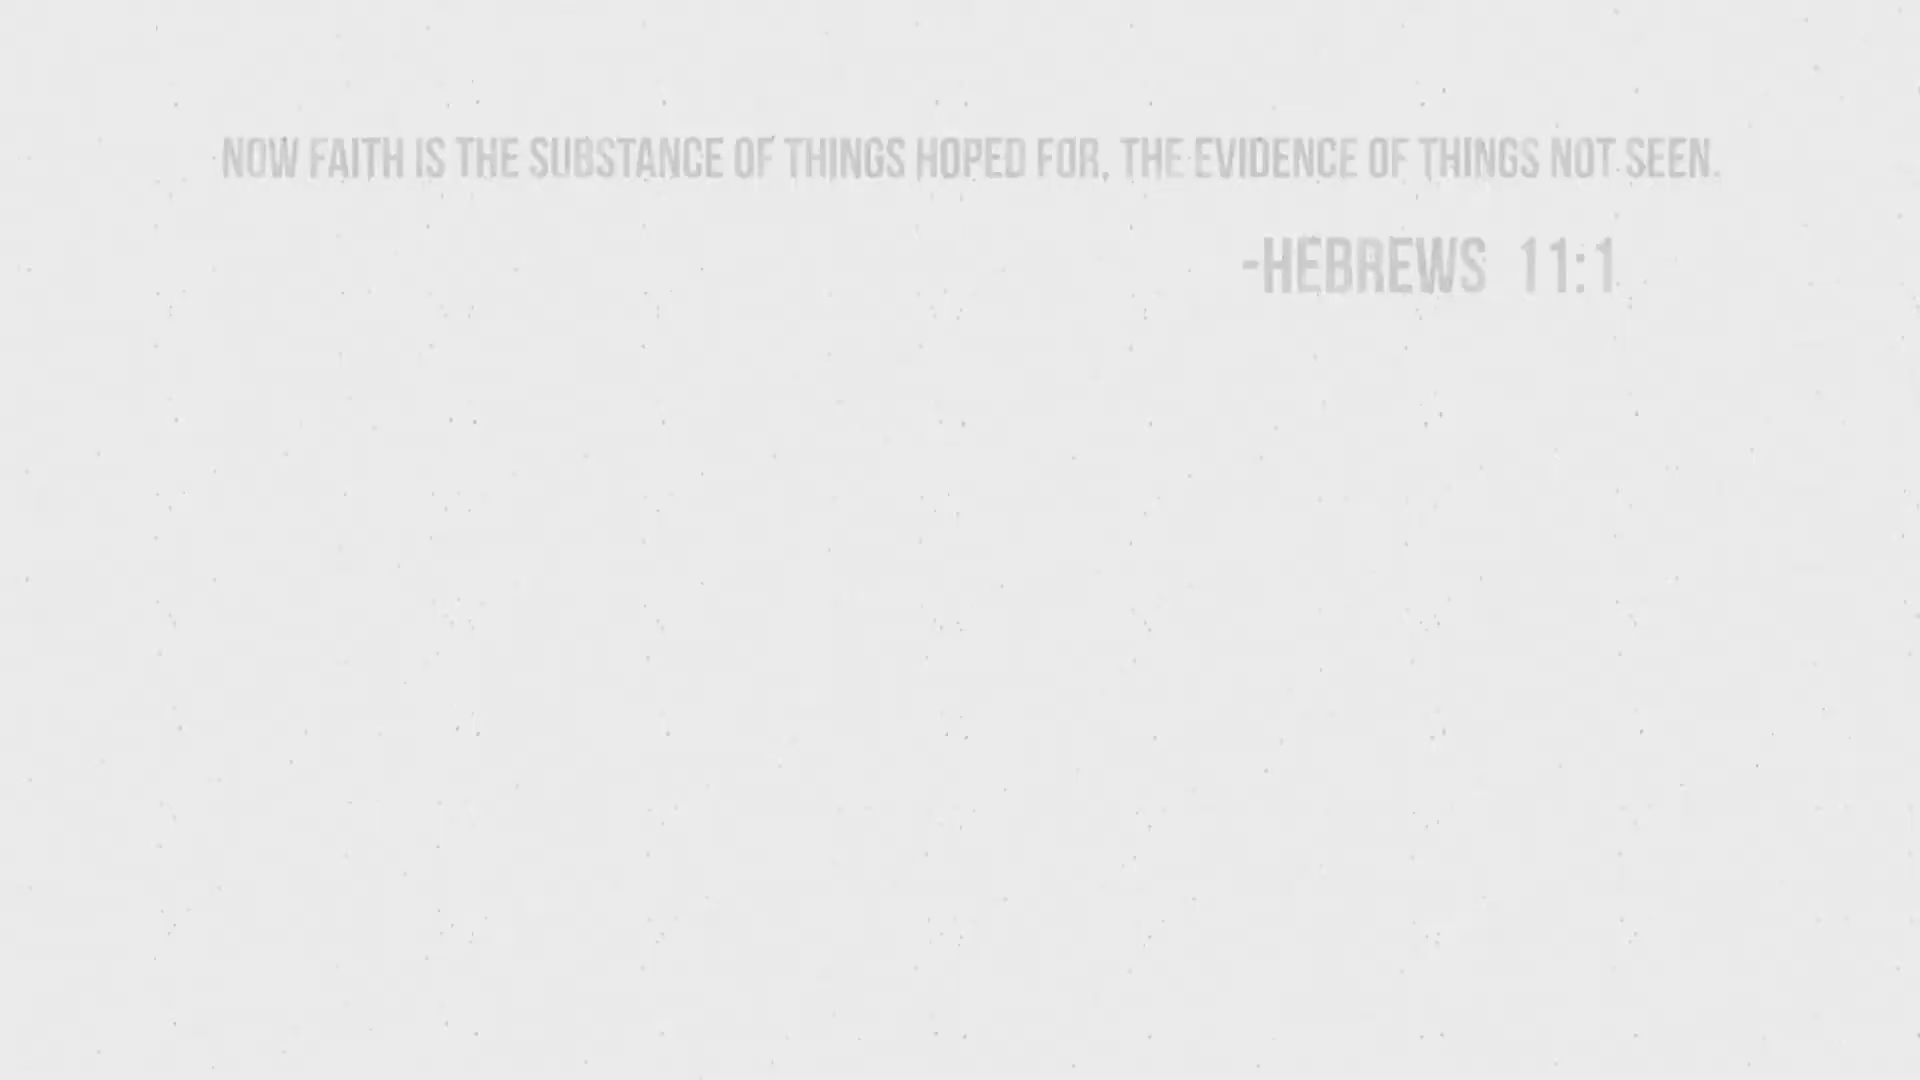 NOW FAITH IS THE SUBSTANCE OF THINGS HOPED FOR, THE EVIDENCE OF THINGS NOT SEEN.
-HEBREWS 11:1